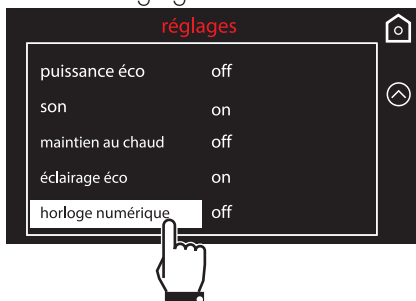 réglages
puissance éco off
son on
maintien au chaud off
éclairage éco on
horloge numérique off